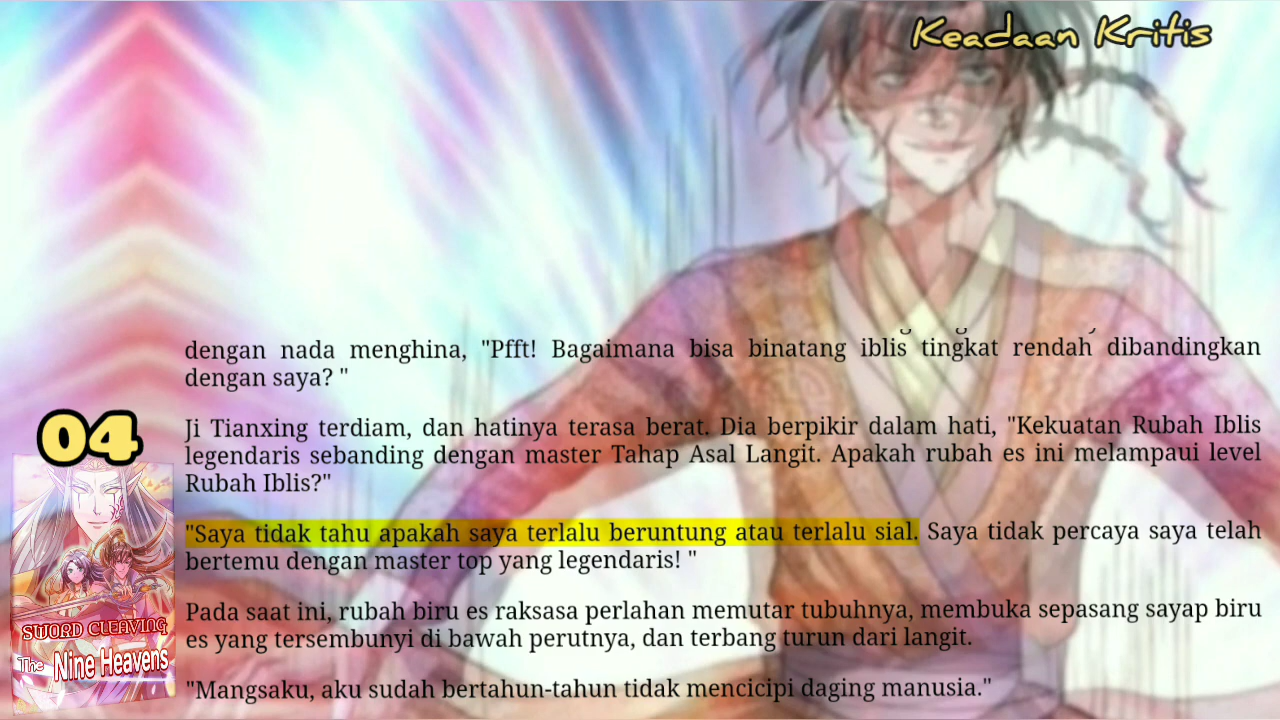 Keadaan Kritis
dengan nada menghina, "Pfft! Bagaimana bisa binatang iblis tingkat rendah dibandingkan
dengan saya? "
Ji Tianxing terdiam, dan hatinya terasa berat. Dia berpikir dalam hati, "Kekuatan Rubah Iblis
legendaris sebanding dengan master Tahap Asal Langit. Apakah rubah es ini melampaui level
Rubah Iblis?"
"Saya tidak tahu apakah saya terlalu beruntung atau terlalu sial. Saya tidak percaya saya telah
bertemu dengan master top yang legendaris! "
Pada saat ini, rubah biru es raksasa perlahan memutar tubuhnya, membuka sepasang sayap biru
es yang tersembunyi di bawah perutnya, dan terbang turun dari langit.
"Mangsaku, aku sudah bertahun-tahun tidak mencicipi daging manusia."
04
SWORD CLEAVING
The Nine Heavens